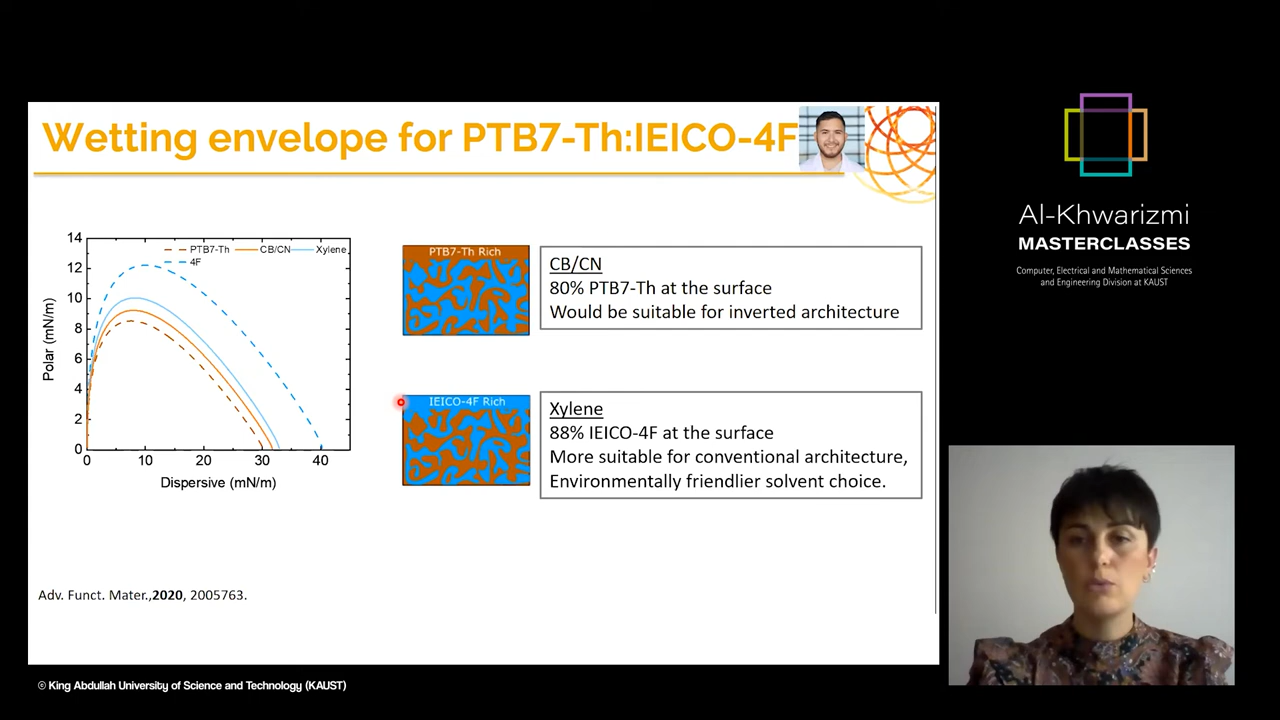 Wetting envelope for PTB7-Th:IEICO-4F
14
12
10
8
6
4
2
0
Polar (mN/m)
PTB7-Th
CB/CN
Xylene
4F
0 10 20 30 40
Dispersive (mN/m)
PTB7-Th Rich
CB/CN
80% PTB7-Th at the surface
Would be suitable for inverted architecture
IEICO-4F Rich
Xylene
88% IEICO-4F at the surface
More suitable for conventional architecture,
Environmentally friendlier solvent choice.
Adv. Funct. Mater.,2020, 2005763.
© King Abdullah University of Science and Technology (KAUST)
Al-Khwarizmi
MASTERCLASSES
Computer, Electrical and Mathematical Sciences
and Engineering Division at KAUST